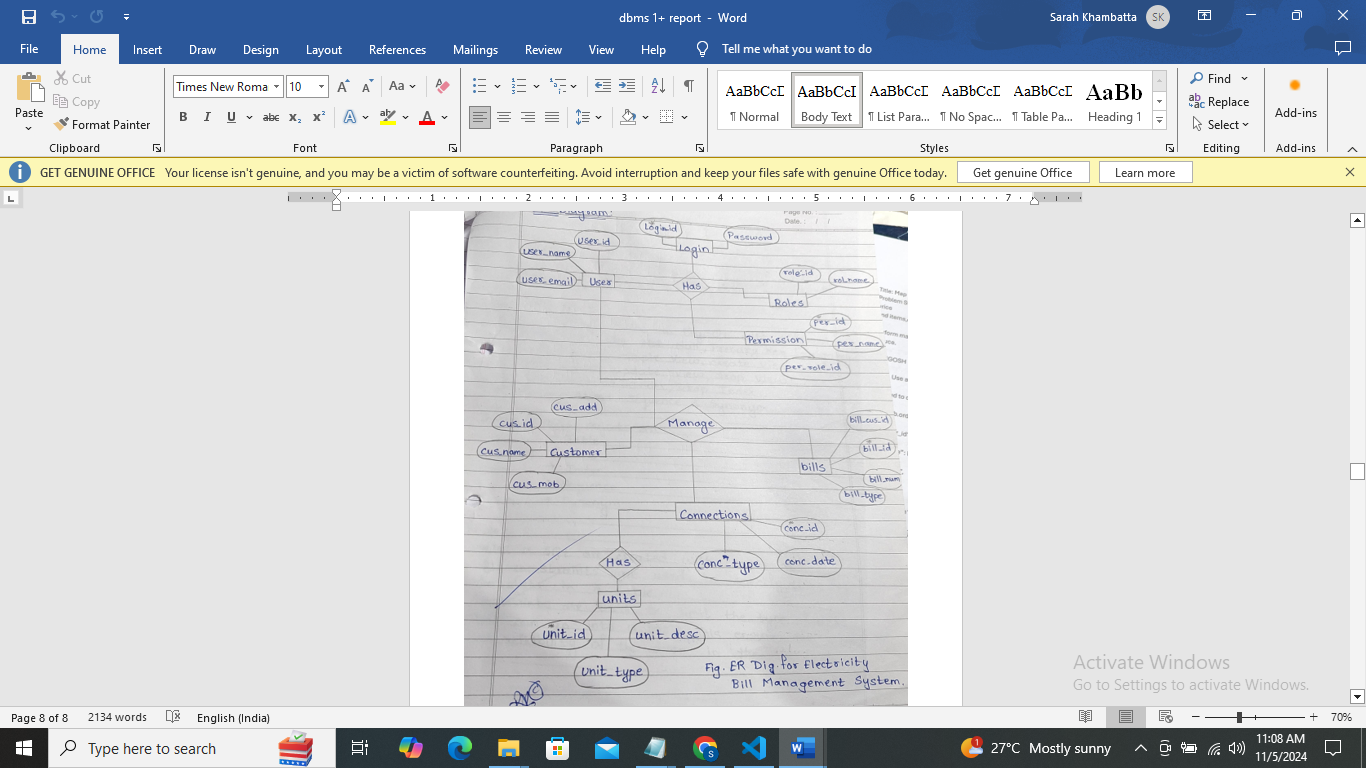 dbms 1+ report - Word
Sarah Khambatta SK
File Home Insert Draw Design Layout References Mailings Review View Help Tell me what you want to do
Paste
Cut
Copy
Format Painter
Clipboard
Times New Roma 10
Font
Paragraph
AaBbCcI ¶ Normal
AaBbCcI Body Text
AaBbCcI ¶ List Para...
AaBbCcI ¶ No Spac...
AaBbCcI ¶ Table Pa...
AaBb Heading 1
Styles
Find
Replace
Select
Editing
Add-ins
Add-ins
GET GENUINE OFFICE Your license isn't genuine, and you may be a victim of software counterfeiting. Avoid interruption and keep your files safe with genuine Office today. Get genuine Office Learn more
1 2 3 4 5 6 7
Page No:
Date. : / /
Login_id
Password
Login
user_id
user_name
user_email
User
Has
role_id
rol_name
Roles
per_id
Permission
per_name
per_role_id
cus_add
cus_id
Manage
bill_cus_id
cus_name
Customer
bill_id
bills
bill_num
cus_mob
bill_type
Connections
conc_id
Has
conc_type
conc_date
units
unit_id
unit_desc
unit_type
Fig. ER Dig. for Electricity
Bill Management System.
Activate Windows
Go to Settings to activate Windows.
Page 8 of 8 2134 words English (India) 70%
Type here to search
27°C Mostly sunny
11:08 AM
11/5/2024